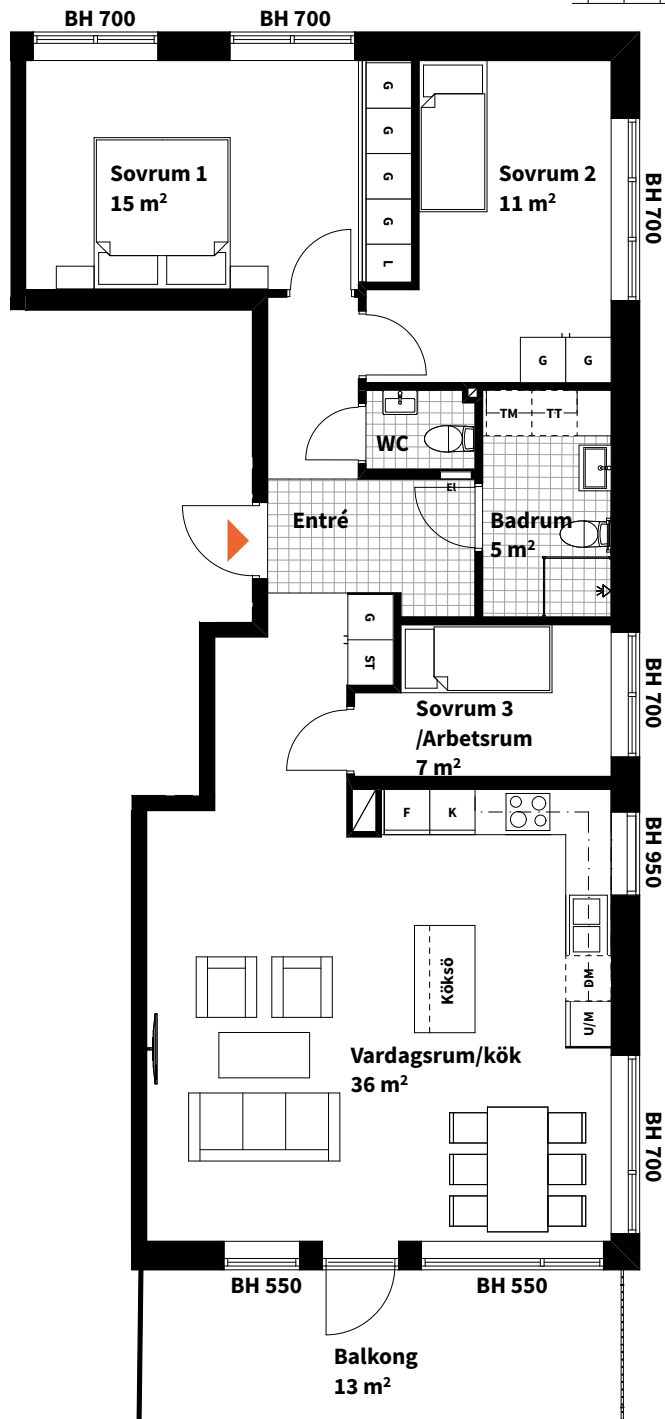 BH 700
BH 700
G
G
G
G
L
Sovrum 1
15 m²
Sovrum 2
11 m²
BH 700
G
G
TM
TT
WC
El
Entré
Badrum
5 m²
G
ST
Sovrum 3
/Arbetsrum
7 m²
BH 700
F
K
BH 950
Köksö
DM
U/M
Vardagsrum/kök
36 m²
BH 700
BH 550
BH 550
Balkong
13 m²